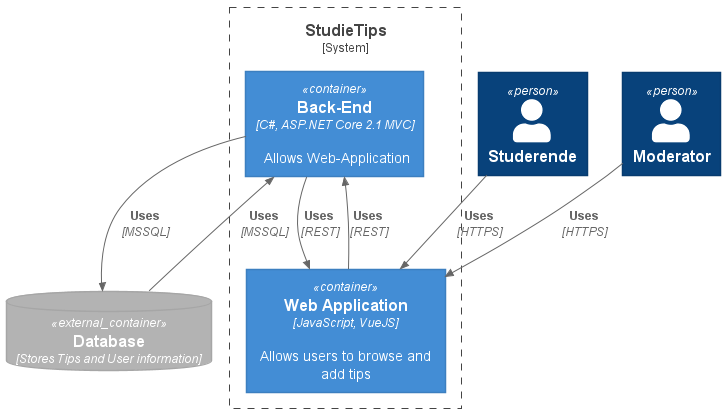 StudieTips
[System]
«container»
Back-End
[C#, ASP.NET Core 2.1 MVC]
Allows Web-Application
«person»
Studerende
«person»
Moderator
Uses
[MSSQL]
Uses
[MSSQL]
Uses
[REST]
Uses
[REST]
Uses
[HTTPS]
Uses
[HTTPS]
«external_container»
Database
[Stores Tips and User information]
«container»
Web Application
[JavaScript, VueJS]
Allows users to browse and
add tips